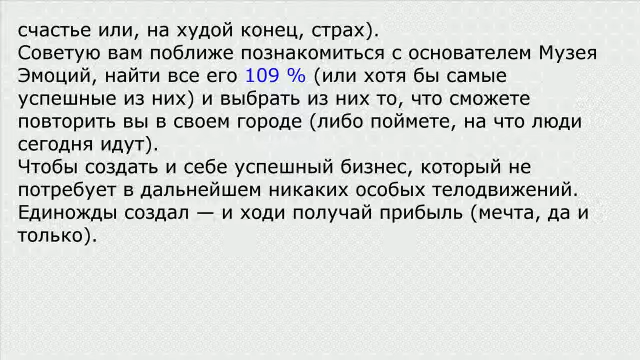 счастье или, на худой конец, страх).
Советую вам поближе познакомиться с основателем Музея
Эмоций, найти все его 109 % (или хотя бы самые
успешные из них) и выбрать из них то, что сможете
повторить вы в своем городе (либо поймете, на что люди
сегодня идут).
Чтобы создать и себе успешный бизнес, который не
потребует в дальнейшем никаких особых телодвижений.
Единожды создал — и ходи получай прибыль (мечта, да и
только).